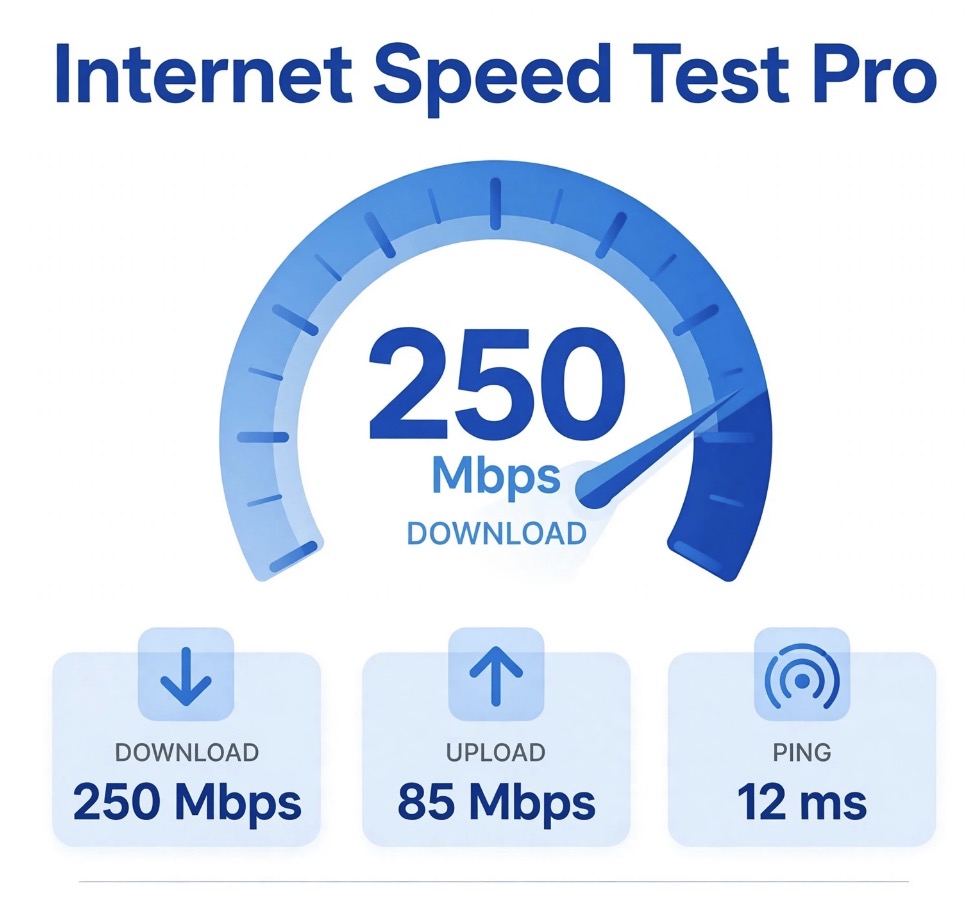 Internet Speed Test Pro
250
Mbps
DOWNLOAD
DOWNLOAD
250 Mbps
UPLOAD
85 Mbps
PING
12 ms